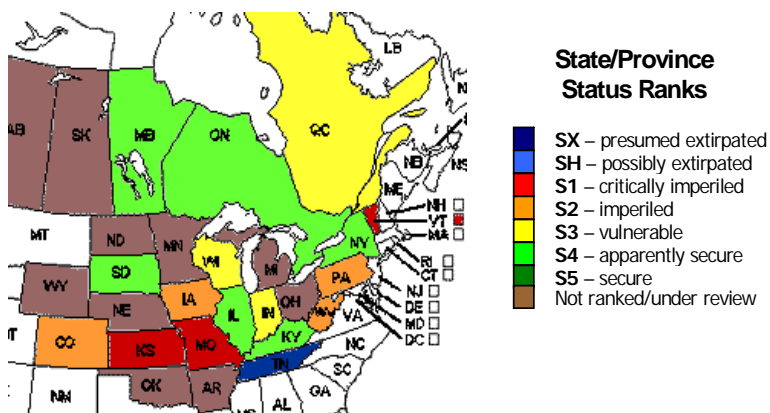 LB
AB
SK
MB
ON
QC
NB
NS
ME
NH
VT
MA
MT
ND
MN
WI
MI
NY
RI
CT
SD
WY
NE
IA
IL
IN
OH
PA
NJ
DE
MD
DC
WV
VA
CO
KS
MO
KY
NC
TN
SC
NM
OK
AR
AL
GA
State/Province
Status Ranks
SX – presumed extirpated
SH – possibly extirpated
S1 – critically imperiled
S2 – imperiled
S3 – vulnerable
S4 – apparently secure
S5 – secure
Not ranked/under review